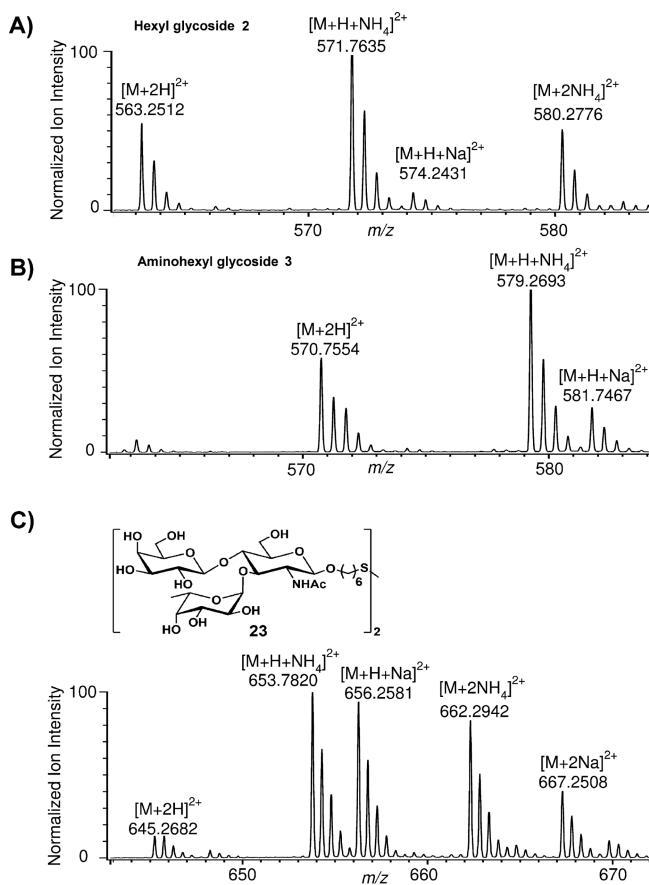 A)
Hexyl glycoside 2
Normalized Ion Intensity
100
0
[M+2H]2+
563.2512
[M+H+NH4]2+
571.7635
[M+H+Na]2+
574.2431
[M+2NH4]2+
580.2776
570
580
m/z
B)
Aminohexyl glycoside 3
Normalized Ion Intensity
100
0
[M+2H]2+
570.7554
[M+H+NH4]2+
579.2693
[M+H+Na]2+
581.7467
570
580
m/z
C)
HO OH
OH
HO
O
O
HO
O
OH
O
O
NHAc
O
6
S
O
OH
HO
OH
23
2
Normalized Ion Intensity
100
0
[M+2H]2+
645.2682
[M+H+NH4]2+
653.7820
[M+H+Na]2+
656.2581
[M+2NH4]2+
662.2942
[M+2Na]2+
667.2508
650
660
670
m/z